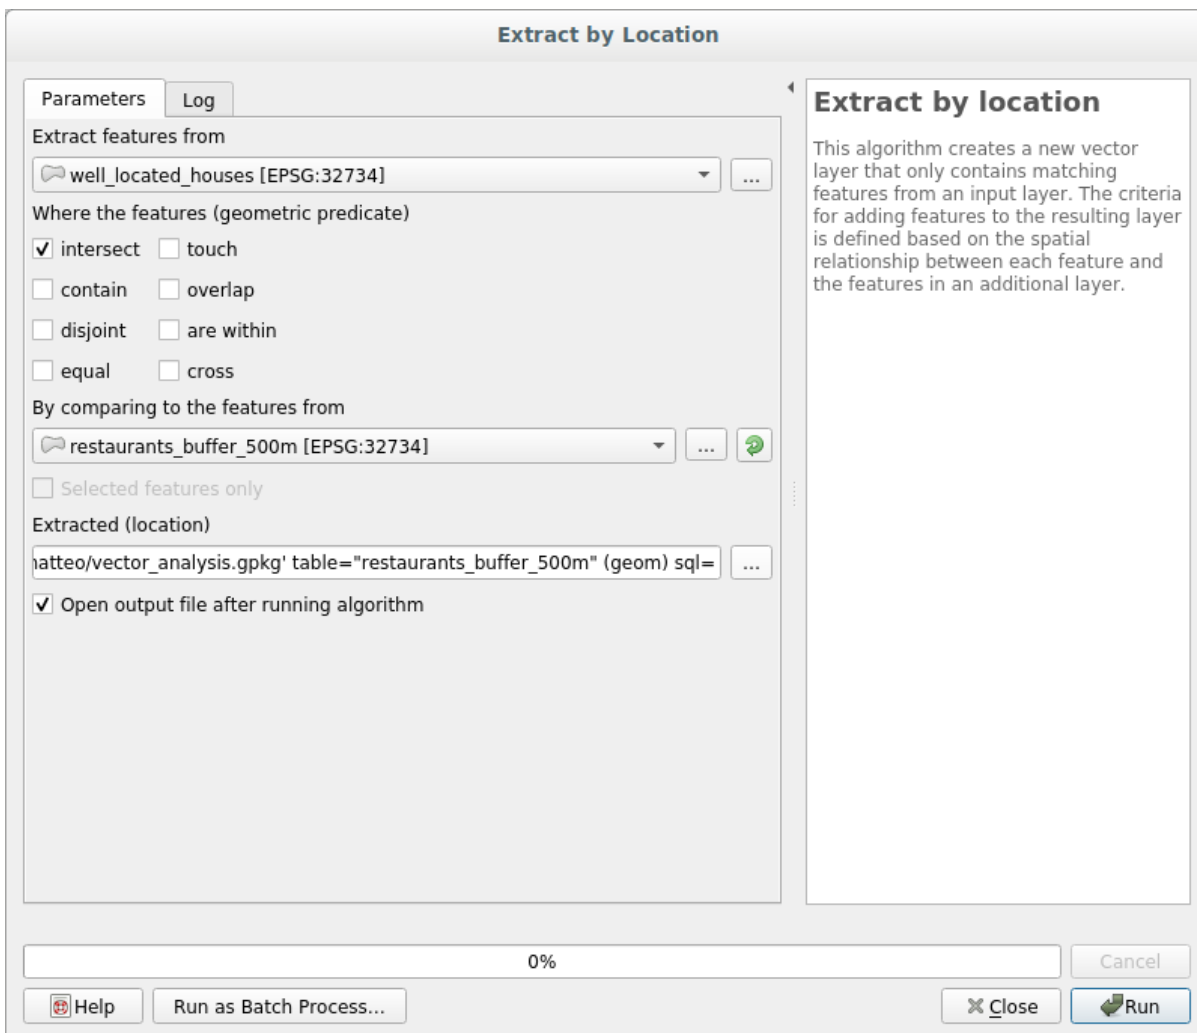 Extract by Location
Parameters
Log
Extract features from
well_located_houses [EPSG:32734]
...
Where the features (geometric predicate)
intersect
touch
contain
overlap
disjoint
are within
equal
cross
By comparing to the features from
restaurants_buffer_500m [EPSG:32734]
...
Selected features only
Extracted (location)
natteo/vector_analysis.gpkg' table="restaurants_buffer_500m" (geom) sql=
...
Open output file after running algorithm
Extract by location
This algorithm creates a new vector
layer that only contains matching
features from an input layer. The criteria
for adding features to the resulting layer
is defined based on the spatial
relationship between each feature and
the features in an additional layer.
0%
Cancel
Help
Run as Batch Process...
Close
Run